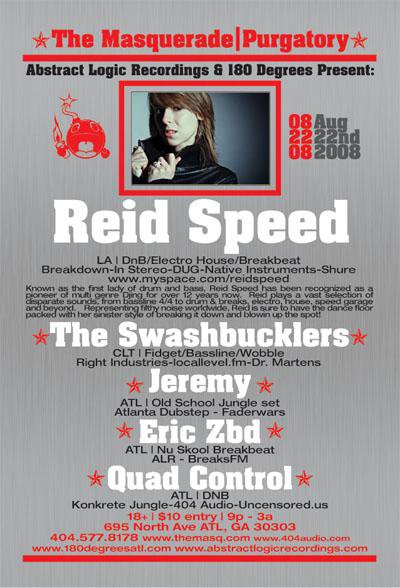 The Masquerade|Purgatory
Abstract Logic Recordings & 180 Degrees Present:
08 Aug
22 22nd
08 2008
Reid Speed
LA | DnB/Electro House/Breakbeat
Breakdown-In Stereo-DUG-Native Instruments-Shure
www.myspace.com/reidspeed
Known as the first lady of drum and bass, Reid Speed has been recognized as a
pioneer of multi genre Djing for over 12 years now. Reid plays a vast selection of
disparate sounds, from bassline 4/4 to drum & breaks, electro, house, speed garage
and beyond. Representing filthy noise worldwide, Reid is sure to have the dance floor
packed with her sinister style of breaking it down and blown up the spot!
The Swashbucklers
CLT | Fidget/Bassline/Wobble
Right Industries-locallevel.fm-Dr. Martens
Jeremy
ATL | Old School Jungle set
Atlanta Dubstep - Faderwars
Eric Zbd
ATL | Nu Skool Breakbeat
ALR - BreaksFM
Quad Control
ATL | DNB
Konkrete Jungle-404 Audio-Uncensored.us
18+ | $10 entry | 9p - 3a
695 North Ave ATL, GA 30303
404.577.8178 www.themasq.com www.404audio.com
www.180degreesatl.com www.abstractlogicrecordings.com